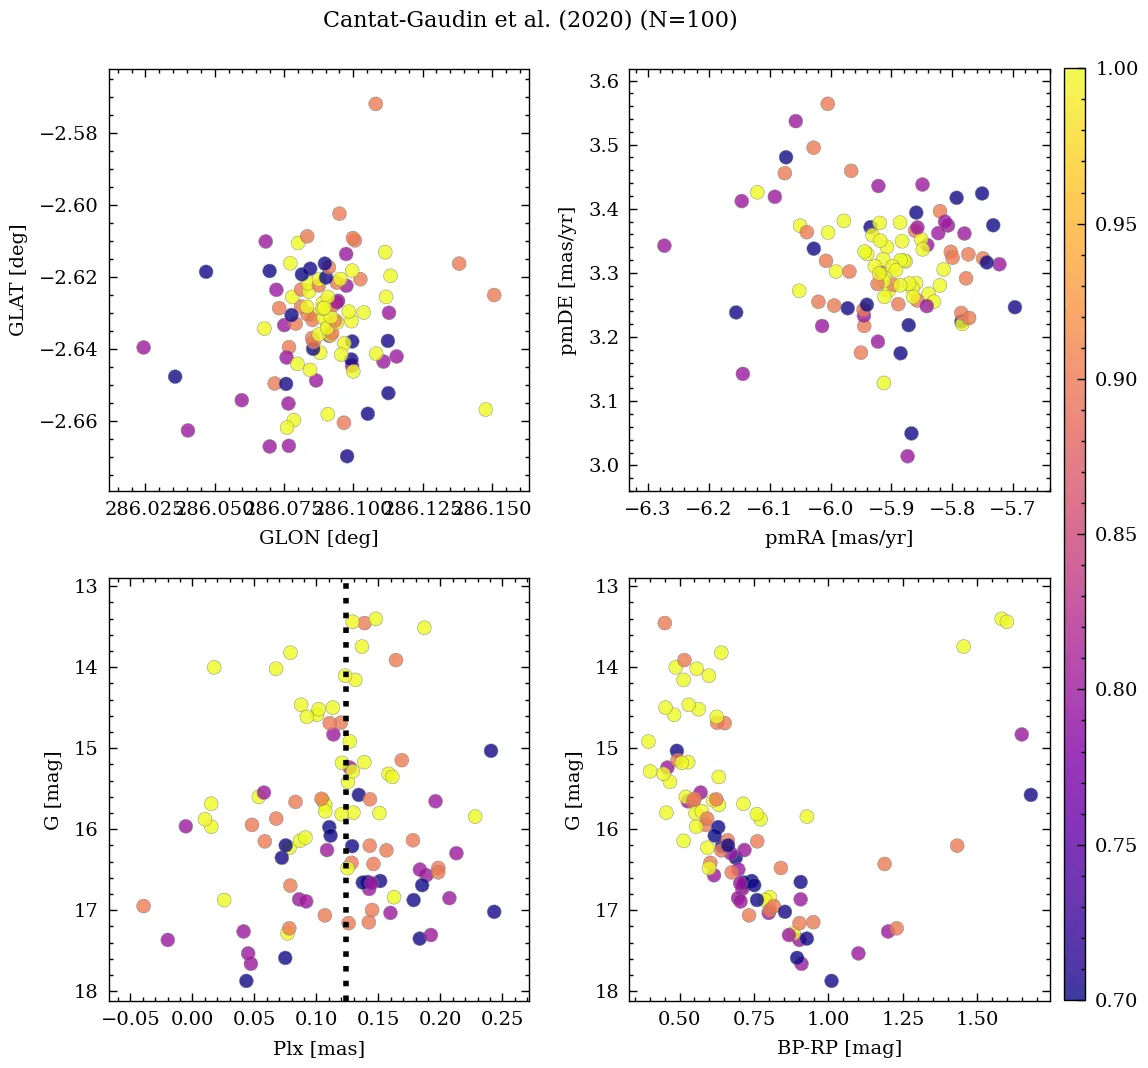 Cantat-Gaudin et al. (2020) (N=100)
GLAT [deg]
−2.58
−2.60
−2.62
−2.64
−2.66
286.025 286.050 286.075 286.100 286.125 286.150
GLON [deg]
pmDE [mas/yr]
3.6
3.5
3.4
3.3
3.2
3.1
3.0
−6.3 −6.2 −6.1 −6.0 −5.9 −5.8 −5.7
pmRA [mas/yr]
G [mag]
13
14
15
16
17
18
−0.05 0.00 0.05 0.10 0.15 0.20 0.25
Plx [mas]
G [mag]
13
14
15
16
17
18
0.50 0.75 1.00 1.25 1.50
BP-RP [mag]
1.00
0.95
0.90
0.85
0.80
0.75
0.70